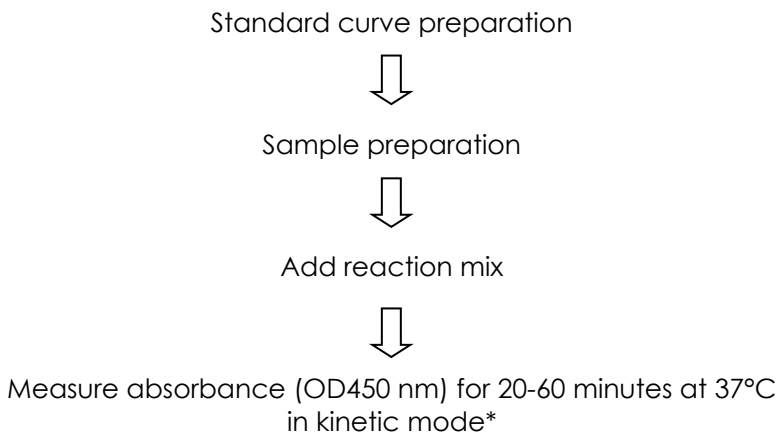 Standard curve preparation
Sample preparation
Add reaction mix
Measure absorbance (OD450 nm) for 20-60 minutes at 37°C
in kinetic mode*